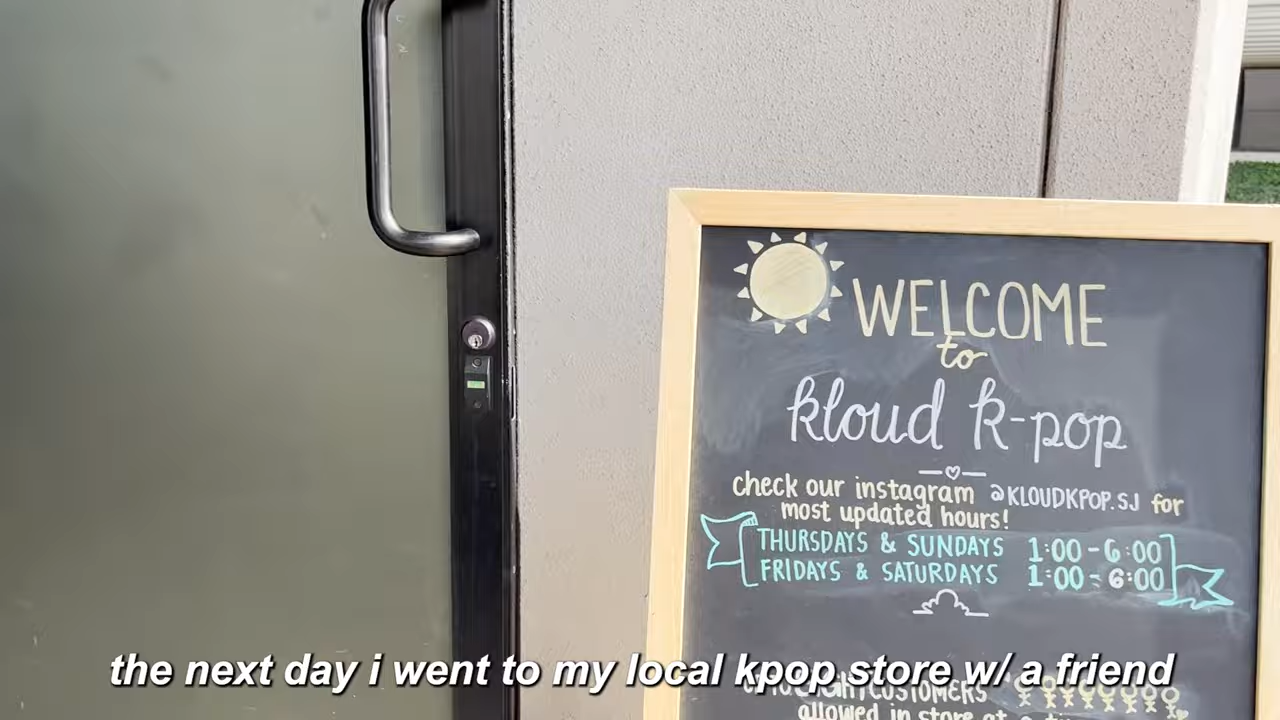 WELCOME
to
kloud k-pop
check our instagram @KLOUDKPOP.SJ for
most updated hours!
THURSDAYS & SUNDAYS 1:00-6:00
FRIDAYS & SATURDAYS 1:00-6:00
the next day i went to my local kpop store w/ a friend
CUSTOMERS
allowed in store at a